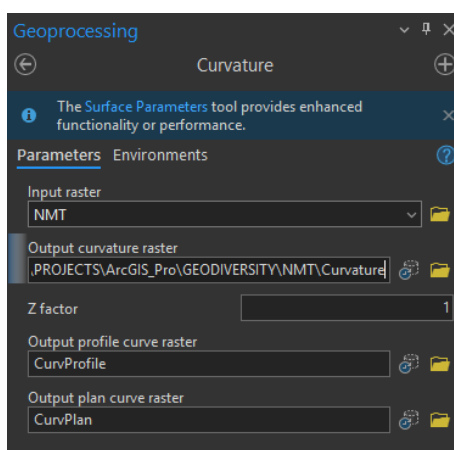 Geoprocessing
Curvature
The Surface Parameters tool provides enhanced
functionality or performance.
Parameters Environments
Input raster
NMT
Output curvature raster
.PROJECTS\ArcGIS_Pro\GEODIVERSITY\NMT\Curvature
Z factor
1
Output profile curve raster
CurvProfile
Output plan curve raster
CurvPlan